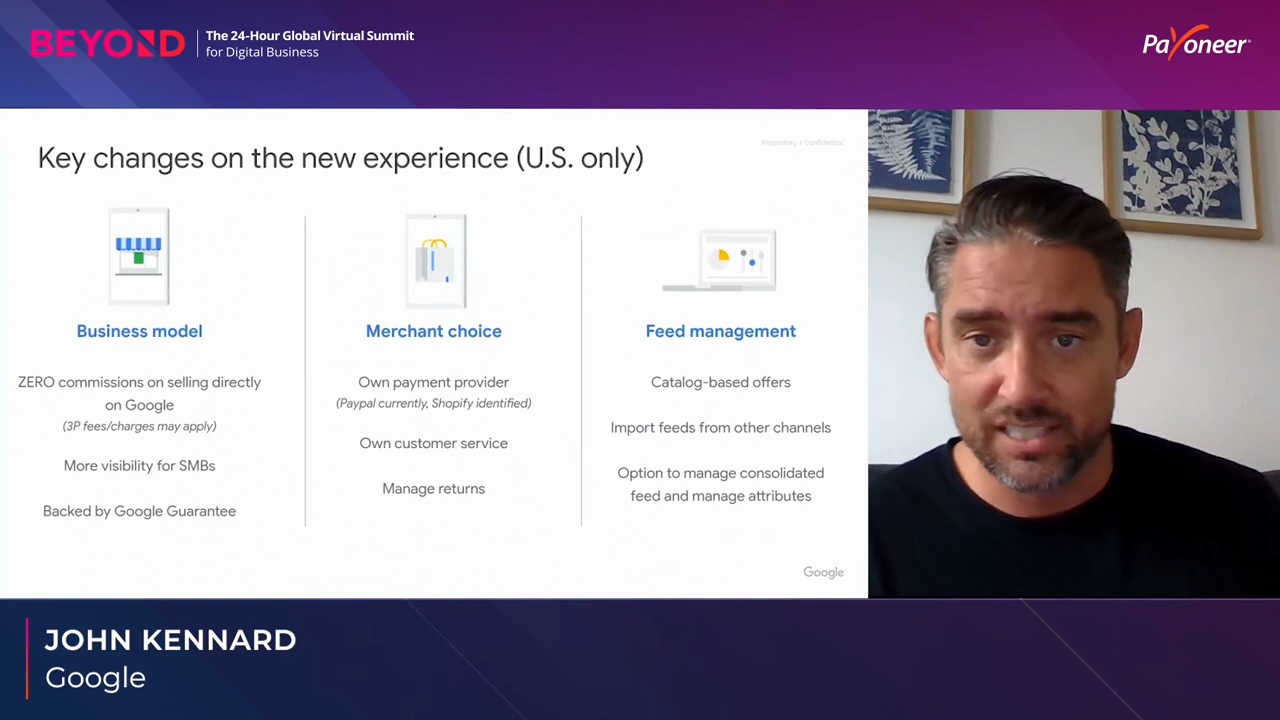 BEYOND
The 24-Hour Global Virtual Summit
for Digital Business
Payoneer
Key changes on the new experience (U.S. only)
Proprietary + Confidential
Business model
ZERO commissions on selling directly
on Google
(3P fees/charges may apply)
More visibility for SMBs
Backed by Google Guarantee
Merchant choice
Own payment provider
(Paypal currently, Shopify identified)
Own customer service
Manage returns
Feed management
Catalog-based offers
Import feeds from other channels
Option to manage consolidated
feed and manage attributes
Google
JOHN KENNARD
Google